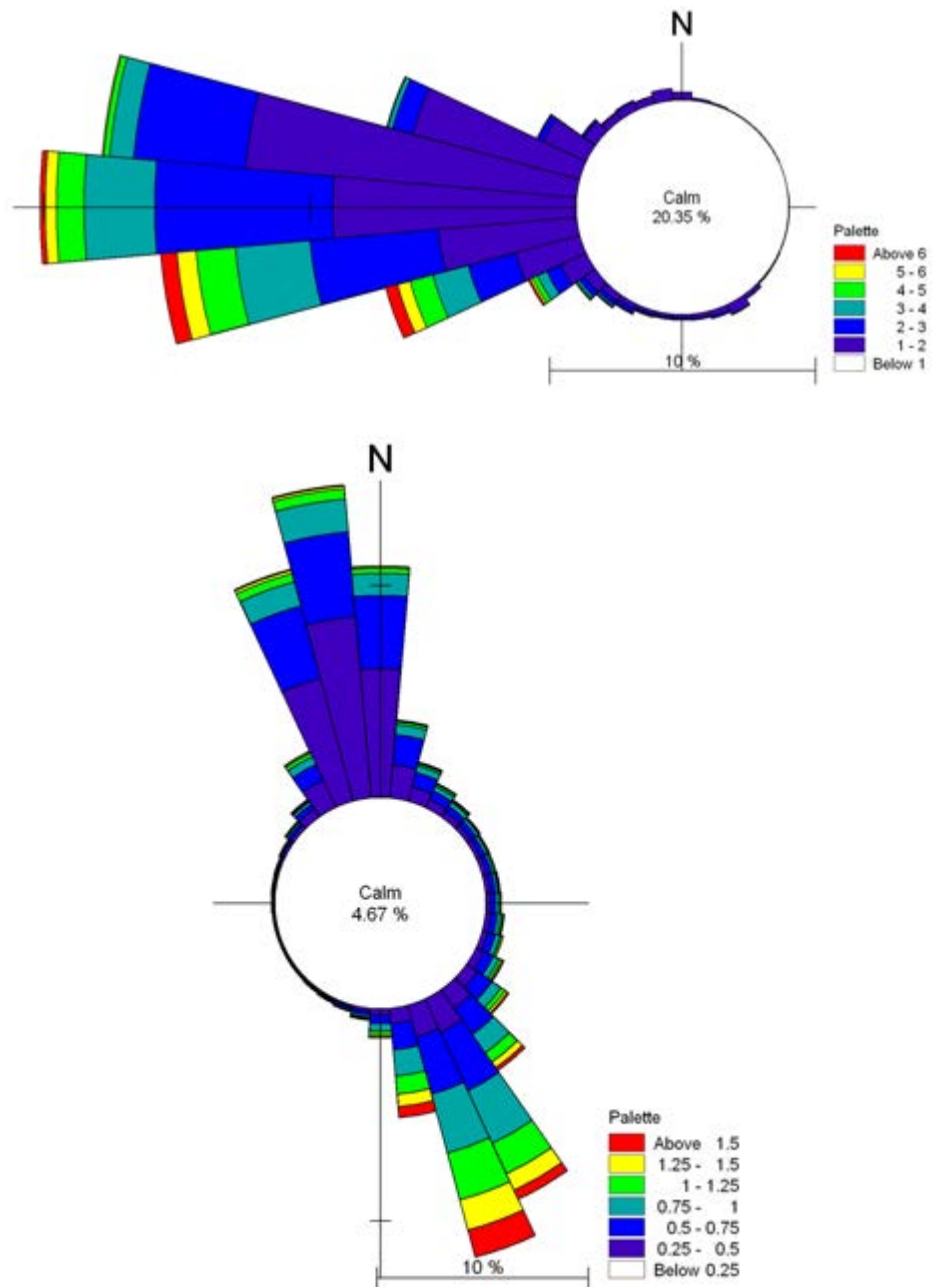 N
Calm
20.35 %
Palette
Above 6
5 - 6
4 - 5
3 - 4
2 - 3
1 - 2
Below 1
10 %
N
Calm
4.67 %
Palette
Above 1.5
1.25 - 1.5
1 - 1.25
0.75 - 1
0.5 - 0.75
0.25 - 0.5
Below 0.25
10 %